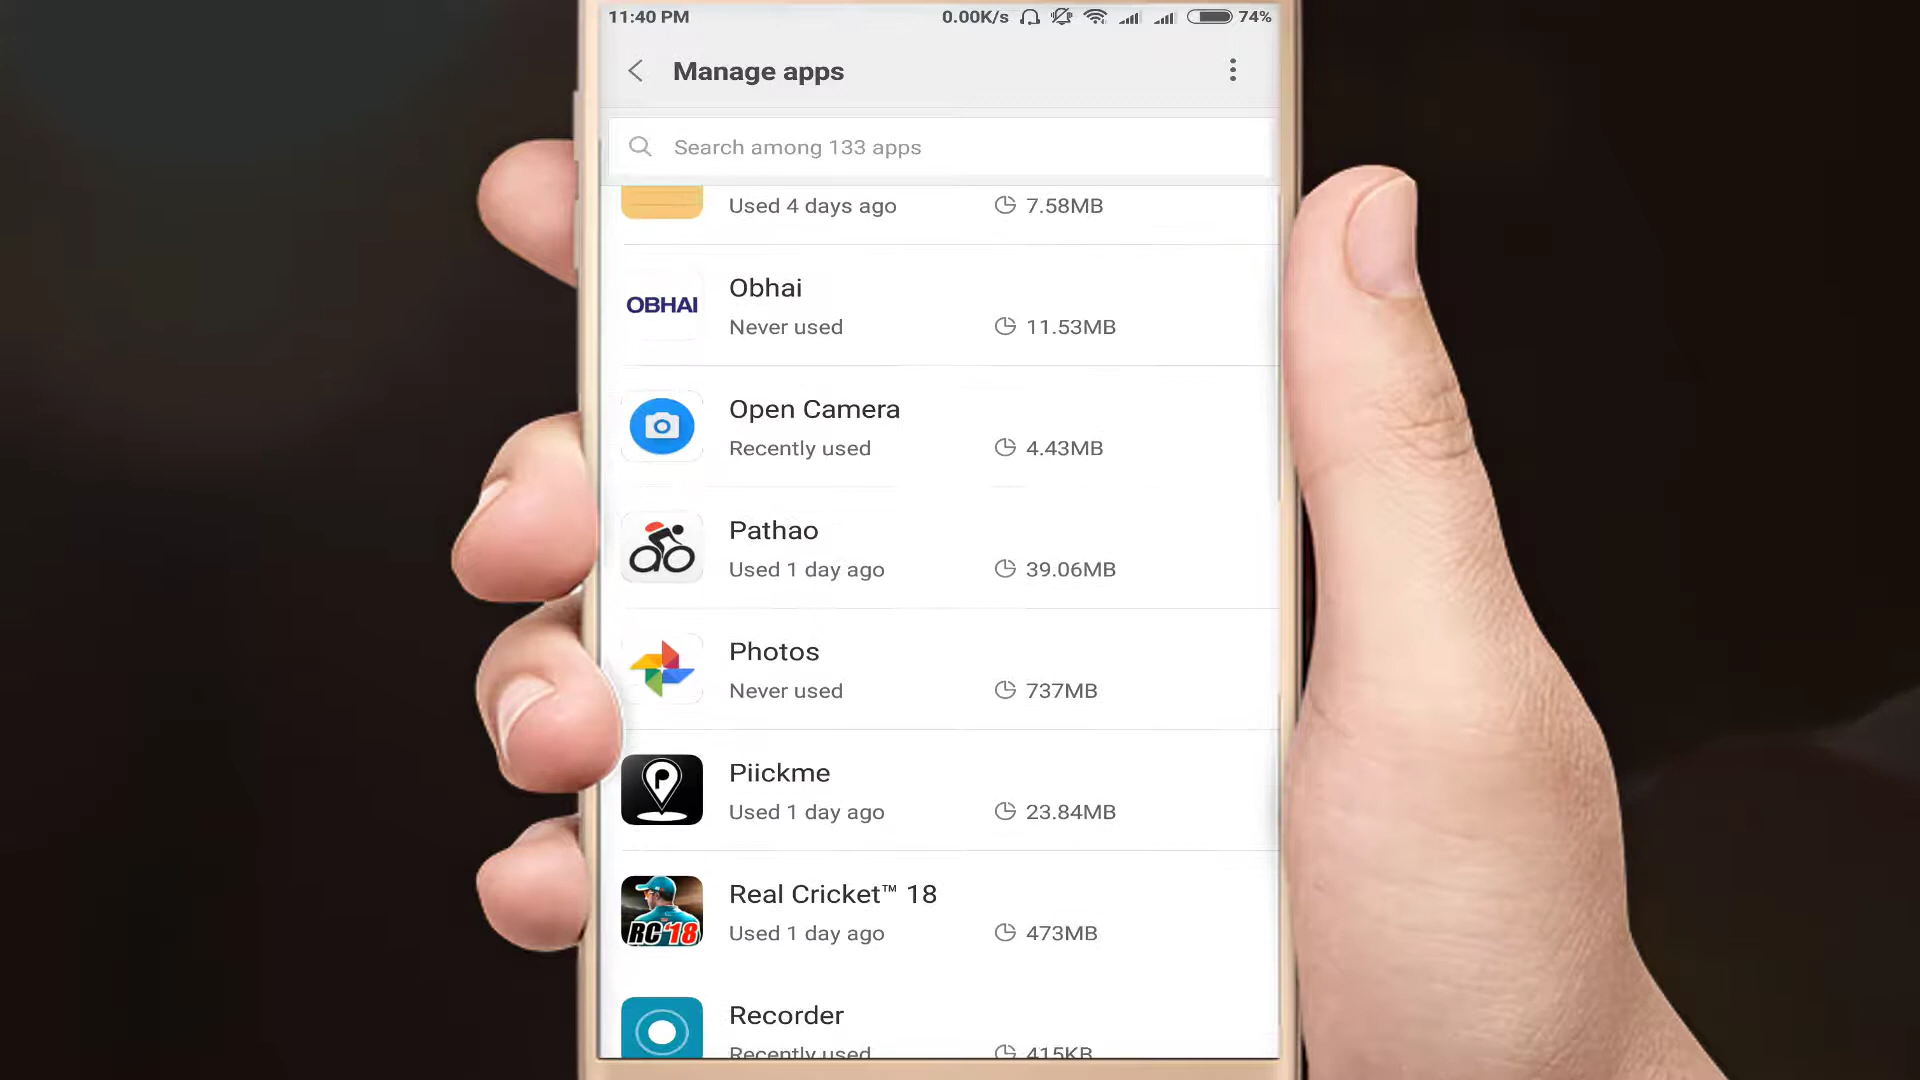 11:40 PM 0.00K/s 74%
Manage apps
Search among 133 apps
Used 4 days ago 7.58MB
OBHAI
Obhai
Never used 11.53MB
Open Camera
Recently used 4.43MB
Pathao
Used 1 day ago 39.06MB
Photos
Never used 737MB
P
Piickme
Used 1 day ago 23.84MB
Real Cricket™ 18
RC'18
Used 1 day ago 473MB
Recorder
Recently used 415KB